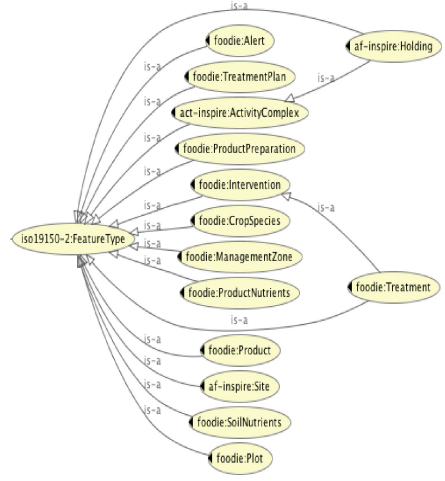 is-a
foodie:Alert
af-inspire:Holding
foodie:TreatmentPlan
is-a
is-a
act-inspire:ActivityComplex
is-a
foodie:ProductPreparation
is-a
foodie:Intervention
is-a
is-a
is-a
foodie:CropSpecies
iso19150-2:FeatureType
is-a
is-a
foodie:ManagementZone
is-a
foodie:ProductNutrients
foodie:Treatment
is-a
is-a
foodie:Product
is-a
af-inspire:Site
is-a
is-a
foodie:SoilNutrients
foodie:Plot